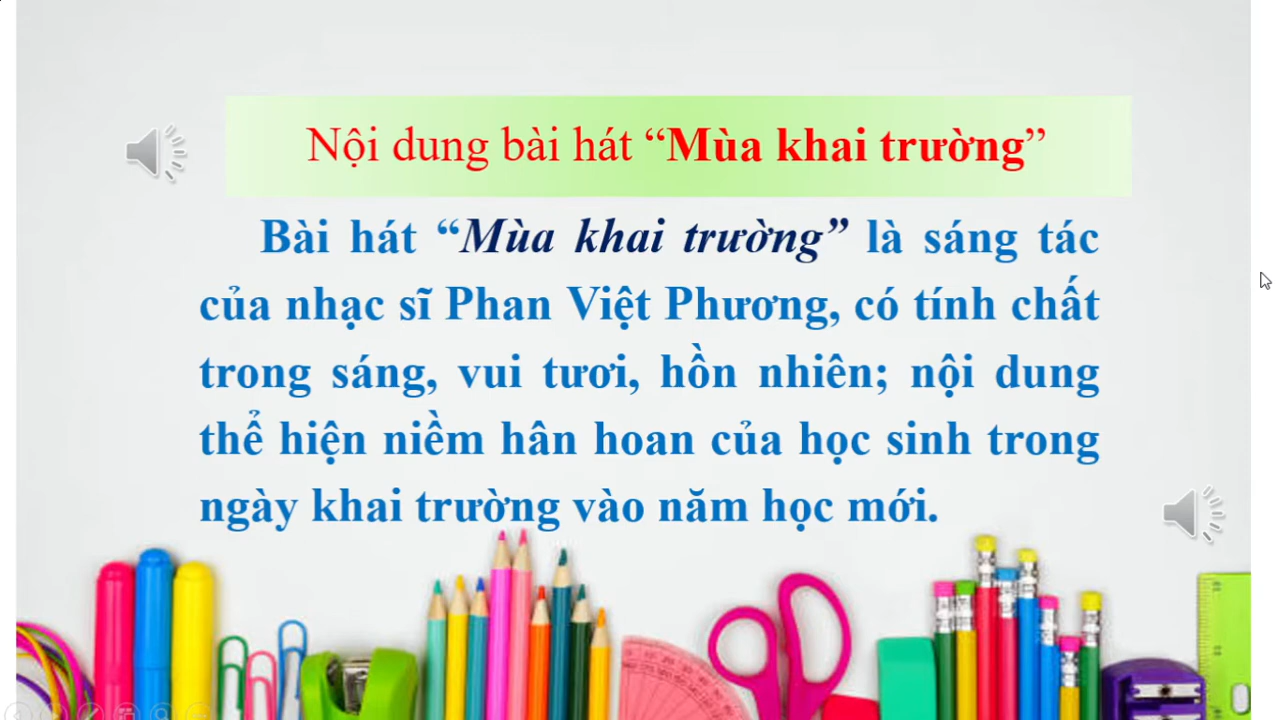 Nội dung bài hát “Mùa khai trường”
Bài hát “Mùa khai trường” là sáng tác
của nhạc sĩ Phan Việt Phương, có tính chất
trong sáng, vui tươi, hồn nhiên; nội dung
thể hiện niềm hân hoan của học sinh trong
ngày khai trường vào năm học mới.